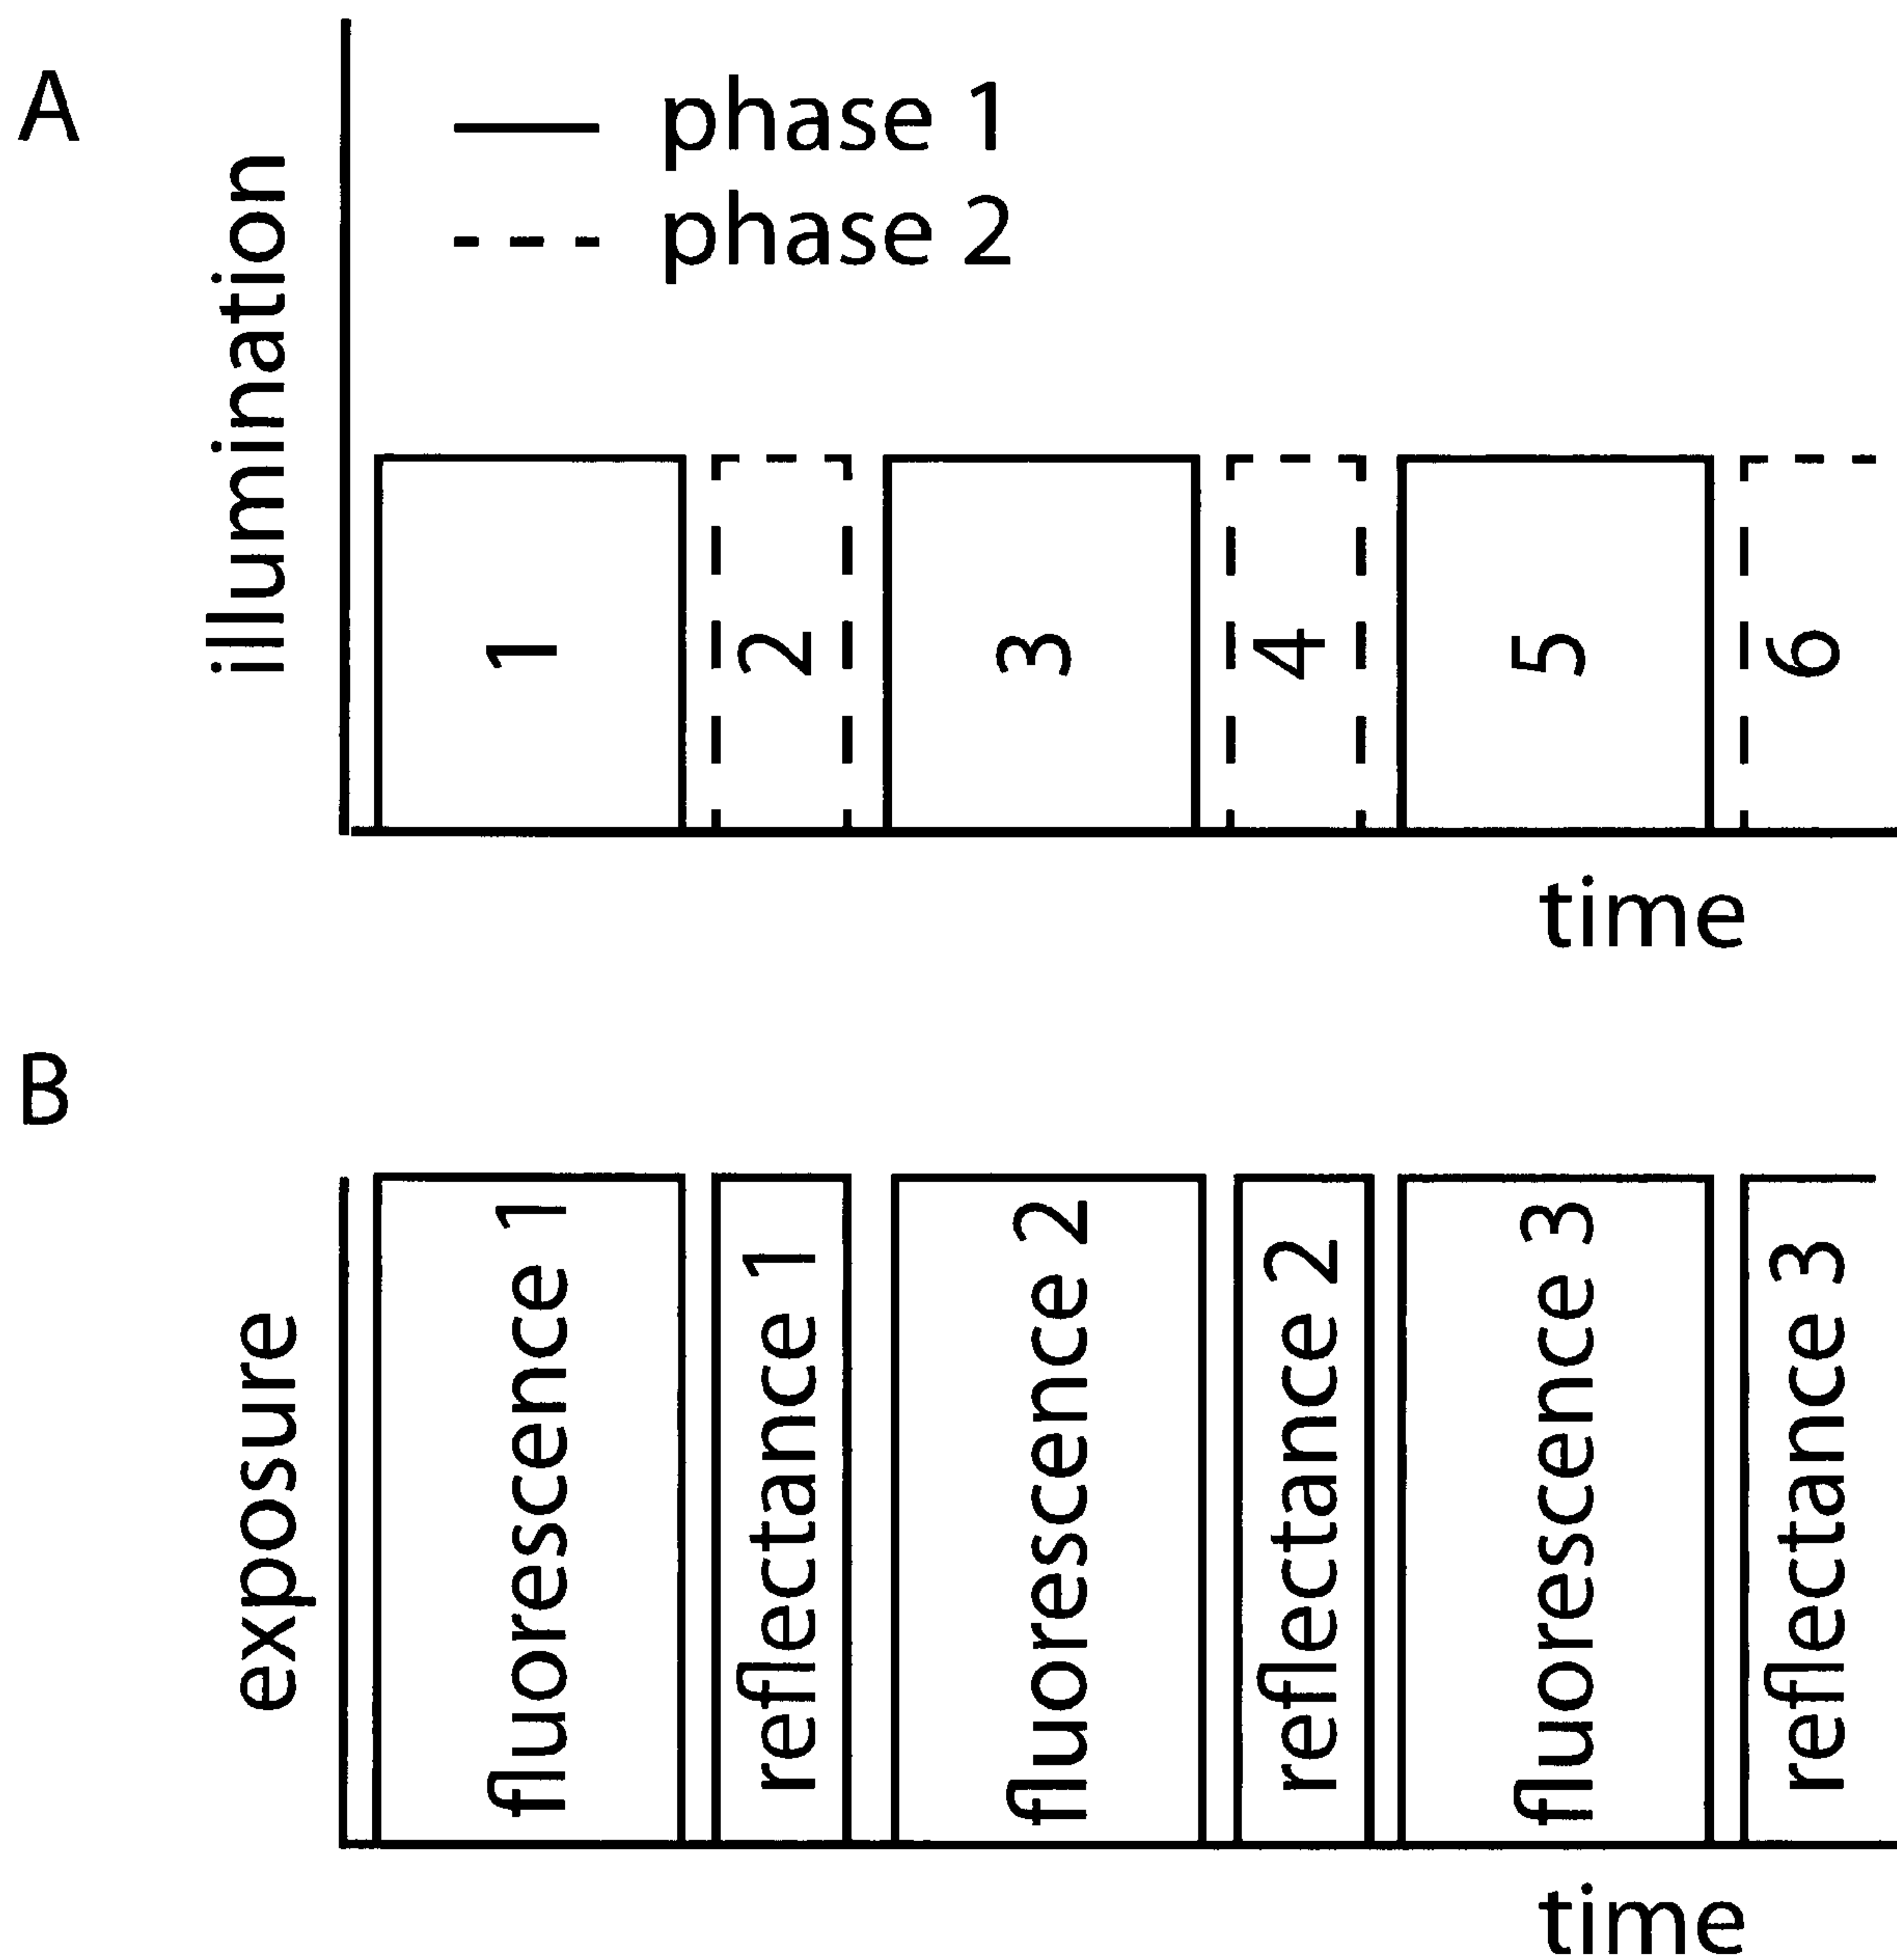 A
phase 1
phase 2
illumination
1
2
3
4
5
6
time
B
exposure
fluorescence 1
reflectance 1
fluorescence 2
reflectance 2
fluorescence 3
reflectance 3
time